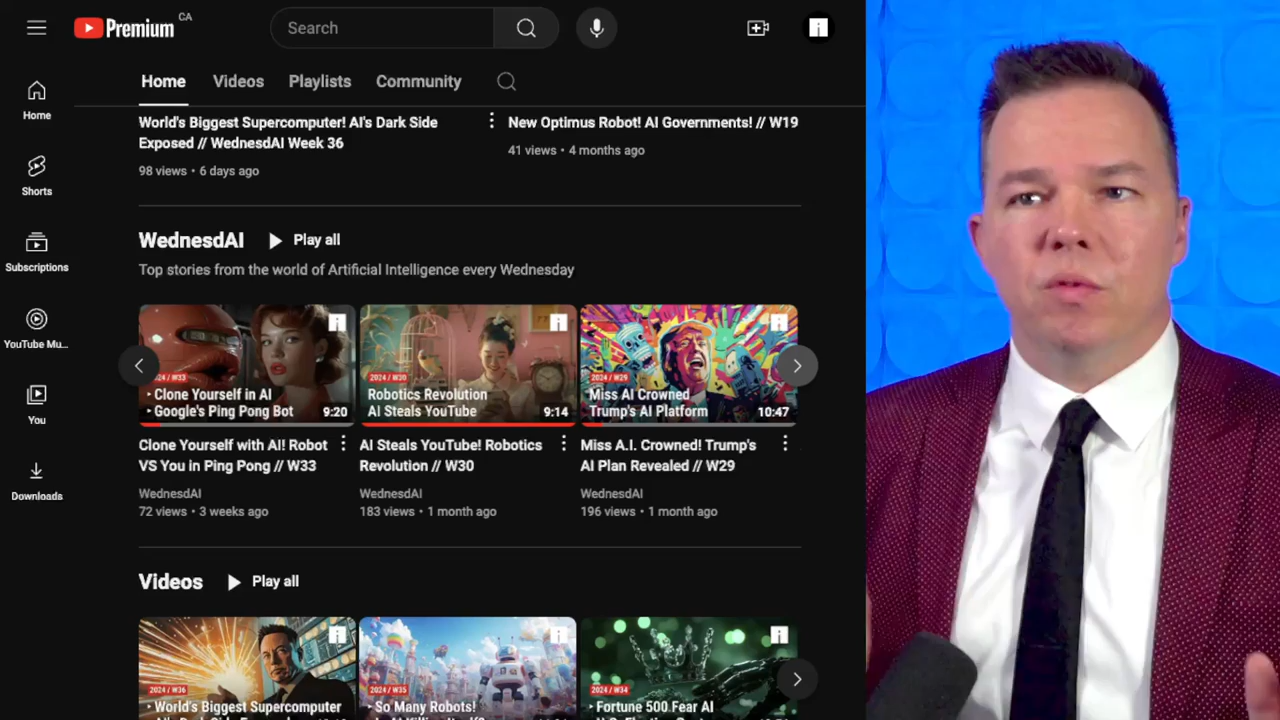 Premium CA
Search
Home
Videos
Playlists
Community
Home
Shorts
Subscriptions
YouTube Mu...
You
Downloads
World's Biggest Supercomputer! AI's Dark Side
Exposed // WednesdAI Week 36
98 views • 6 days ago
New Optimus Robot! AI Governments! // W19
41 views • 4 months ago
WednesdAI
Play all
Top stories from the world of Artificial Intelligence every Wednesday
2024 / W33
Clone Yourself in AI
Google's Ping Pong Bot
9:20
Clone Yourself with AI! Robot
VS You in Ping Pong // W33
WednesdAI
72 views • 3 weeks ago
2024 / W30
Robotics Revolution
AI Steals YouTube
9:14
AI Steals YouTube! Robotics
Revolution // W30
WednesdAI
183 views • 1 month ago
2024 / W29
Miss AI Crowned
Trump's AI Platform
10:47
Miss A.I. Crowned! Trump's
AI Plan Revealed // W29
WednesdAI
196 views • 1 month ago
Videos
Play all
2024 / W36
World's Biggest Supercomputer
2024 / W35
So Many Robots!
2024 / W34
Fortune 500 Fear AI